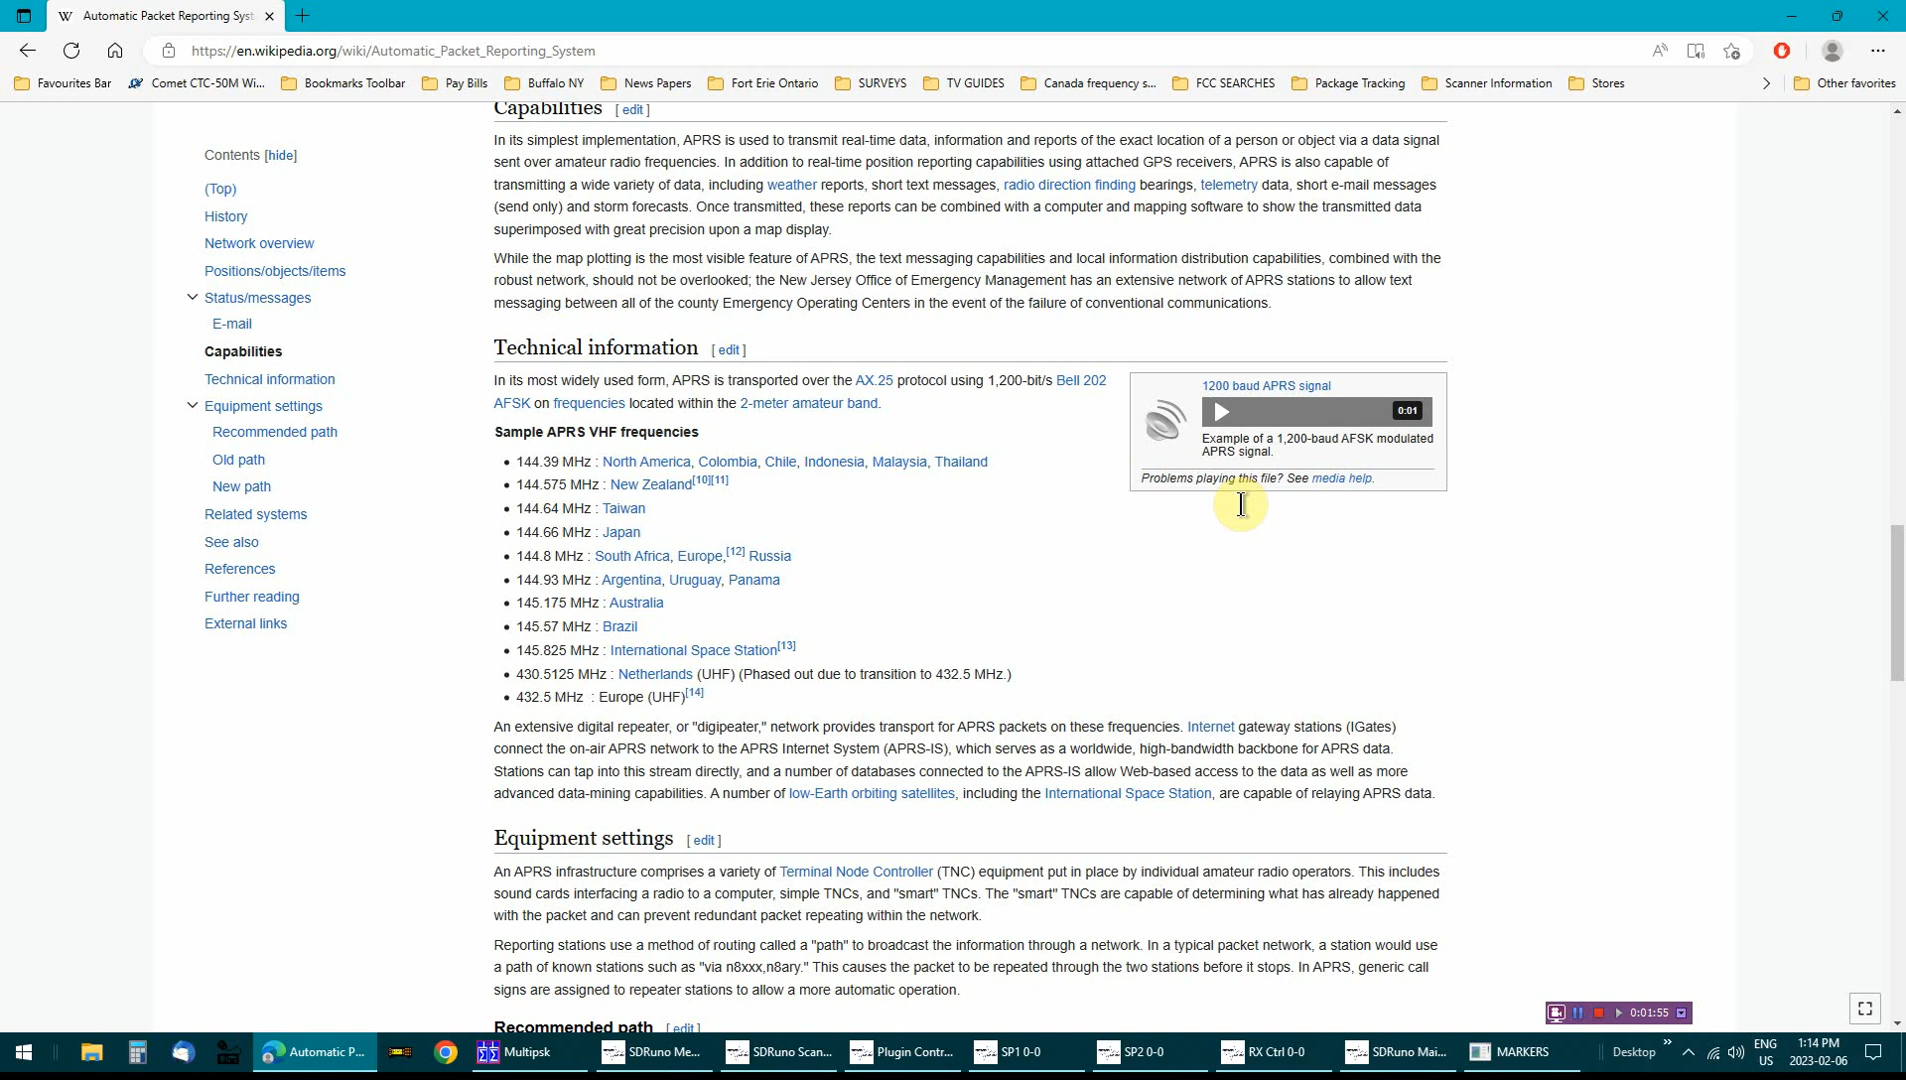 Automatic Packet Reporting Syst
https://en.wikipedia.org/wiki/Automatic_Packet_Reporting_System
Favourites Bar Comet CTC-50M Wi... Bookmarks Toolbar Pay Bills Buffalo NY News Papers Fort Erie Ontario SURVEYS TV GUIDES Canada frequency s... FCC SEARCHES Package Tracking Scanner Information Stores Other favorites
Contents [hide]
(Top)
History
Network overview
Positions/objects/items
Status/messages
E-mail
Capabilities
Technical information
Equipment settings
Recommended path
Old path
New path
Related systems
See also
References
Further reading
External links
Capabilities [ edit ]
In its simplest implementation, APRS is used to transmit real-time data, information and reports of the exact location of a person or object via a data signal
sent over amateur radio frequencies. In addition to real-time position reporting capabilities using attached GPS receivers, APRS is also capable of
transmitting a wide variety of data, including weather reports, short text messages, radio direction finding bearings, telemetry data, short e-mail messages
(send only) and storm forecasts. Once transmitted, these reports can be combined with a computer and mapping software to show the transmitted data
superimposed with great precision upon a map display.
While the map plotting is the most visible feature of APRS, the text messaging capabilities and local information distribution capabilities, combined with the
robust network, should not be overlooked; the New Jersey Office of Emergency Management has an extensive network of APRS stations to allow text
messaging between all of the county Emergency Operating Centers in the event of the failure of conventional communications.
Technical information [ edit ]
In its most widely used form, APRS is transported over the AX.25 protocol using 1,200-bit/s Bell 202
AFSK on frequencies located within the 2-meter amateur band.
Sample APRS VHF frequencies
• 144.39 MHz : North America, Colombia, Chile, Indonesia, Malaysia, Thailand
• 144.575 MHz : New Zealand[10][11]
• 144.64 MHz : Taiwan
• 144.66 MHz : Japan
• 144.8 MHz : South Africa, Europe,[12] Russia
• 144.93 MHz : Argentina, Uruguay, Panama
• 145.175 MHz : Australia
• 145.57 MHz : Brazil
• 145.825 MHz : International Space Station[13]
• 430.5125 MHz : Netherlands (UHF) (Phased out due to transition to 432.5 MHz.)
• 432.5 MHz : Europe (UHF)[14]
1200 baud APRS signal
0:01
Example of a 1,200-baud AFSK modulated
APRS signal.
Problems playing this file? See media help.
An extensive digital repeater, or "digipeater," network provides transport for APRS packets on these frequencies. Internet gateway stations (IGates)
connect the on-air APRS network to the APRS Internet System (APRS-IS), which serves as a worldwide, high-bandwidth backbone for APRS data.
Stations can tap into this stream directly, and a number of databases connected to the APRS-IS allow Web-based access to the data as well as more
advanced data-mining capabilities. A number of low-Earth orbiting satellites, including the International Space Station, are capable of relaying APRS data.
Equipment settings [ edit ]
An APRS infrastructure comprises a variety of Terminal Node Controller (TNC) equipment put in place by individual amateur radio operators. This includes
sound cards interfacing a radio to a computer, simple TNCs, and "smart" TNCs. The "smart" TNCs are capable of determining what has already happened
with the packet and can prevent redundant packet repeating within the network.
Reporting stations use a method of routing called a "path" to broadcast the information through a network. In a typical packet network, a station would use
a path of known stations such as "via n8xxx,n8ary." This causes the packet to be repeated through the two stations before it stops. In APRS, generic call
signs are assigned to repeater stations to allow a more automatic operation.
Recommended path [ edit ]
0:01:55
Automatic P... Multipsk SDRuno Me... SDRuno Scan... Plugin Contr... SP1 0-0 SP2 0-0 RX Ctrl 0-0 SDRuno Mai... MARKERS Desktop » ENG 1:14 PM
US 2023-02-06